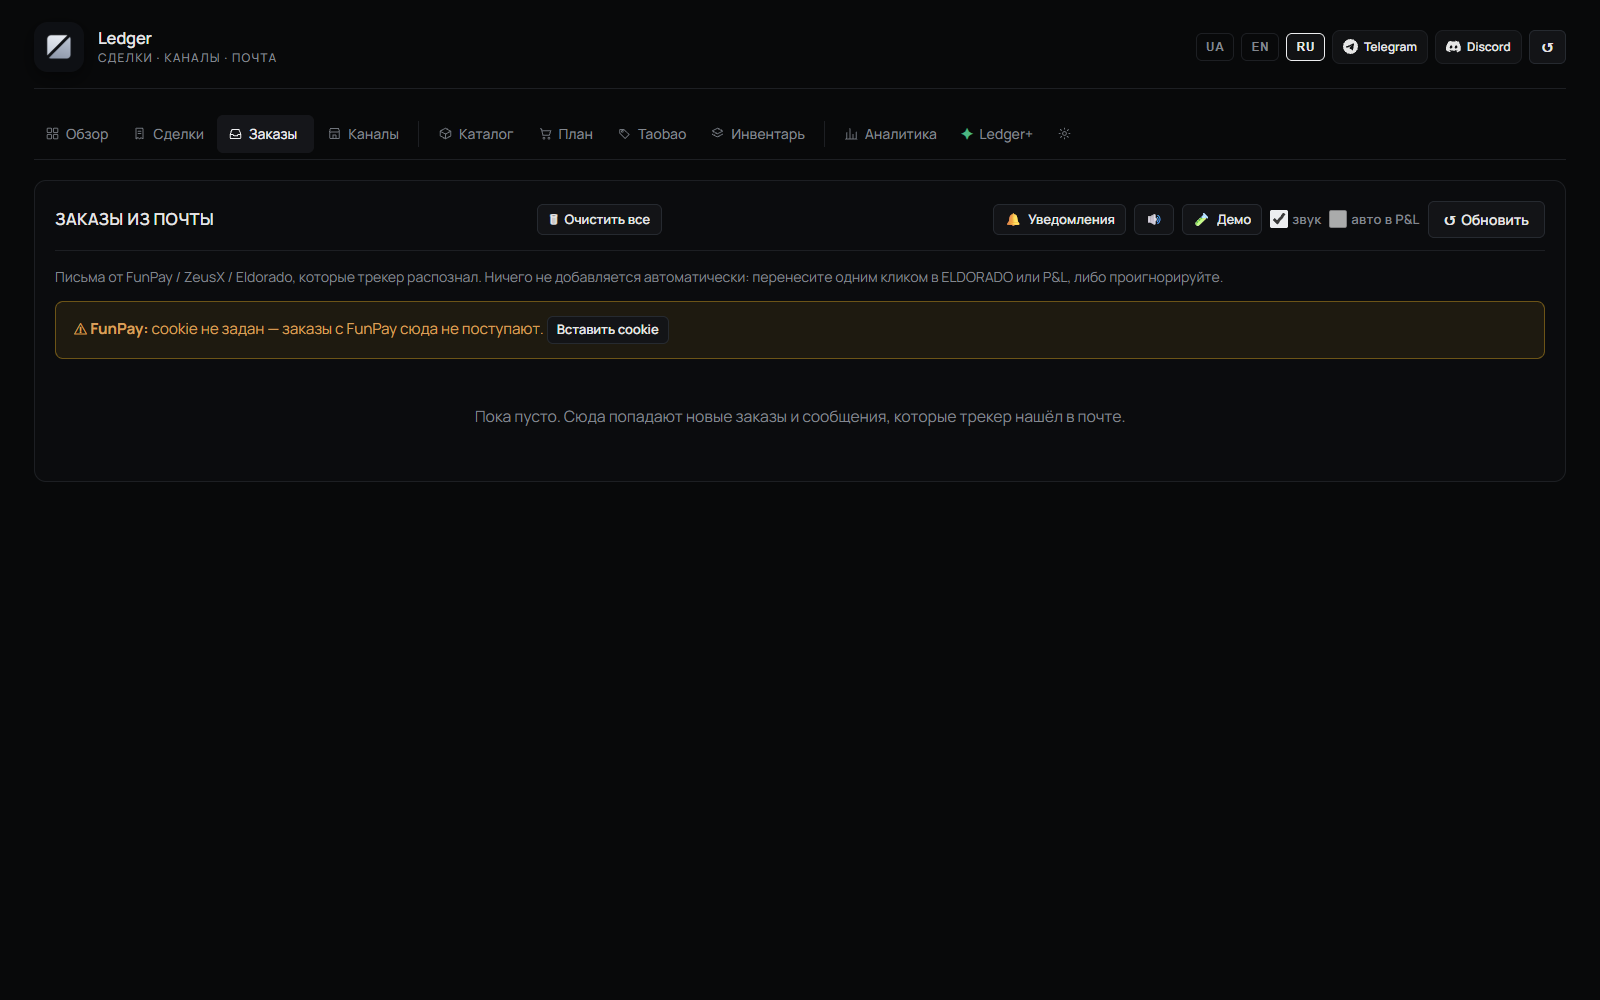 Ledger
СДЕЛКИ · КАНАЛЫ · ПОЧТА
UA EN RU Telegram Discord
Обзор Сделки Заказы Каналы Каталог План Taobao Инвентарь Аналитика Ledger+
ЗАКАЗЫ ИЗ ПОЧТЫ Очистить все Уведомления Демо звук авто в P&L Обновить
Письма от FunPay / ZeusX / Eldorado, которые трекер распознал. Ничего не добавляется автоматически: перенесите одним кликом в ELDORADO или P&L, либо проигнорируйте.
FunPay: cookie не задан — заказы с FunPay сюда не поступают. Вставить cookie
Пока пусто. Сюда попадают новые заказы и сообщения, которые трекер нашёл в почте.